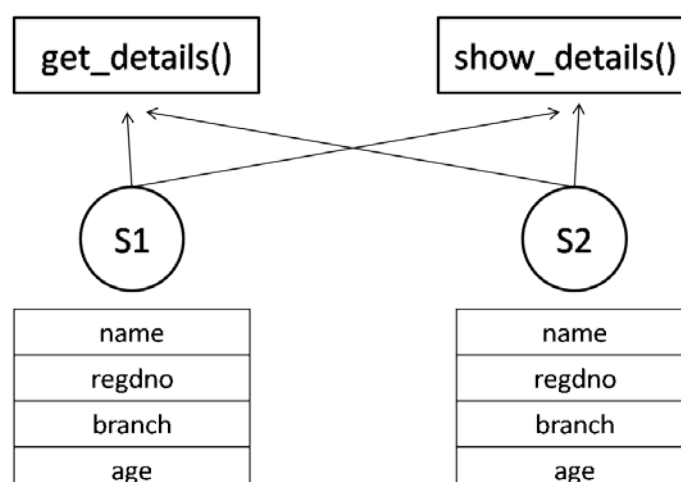 get_details()
show_details()
S1
S2
name
regdno
branch
age
name
regdno
branch
age